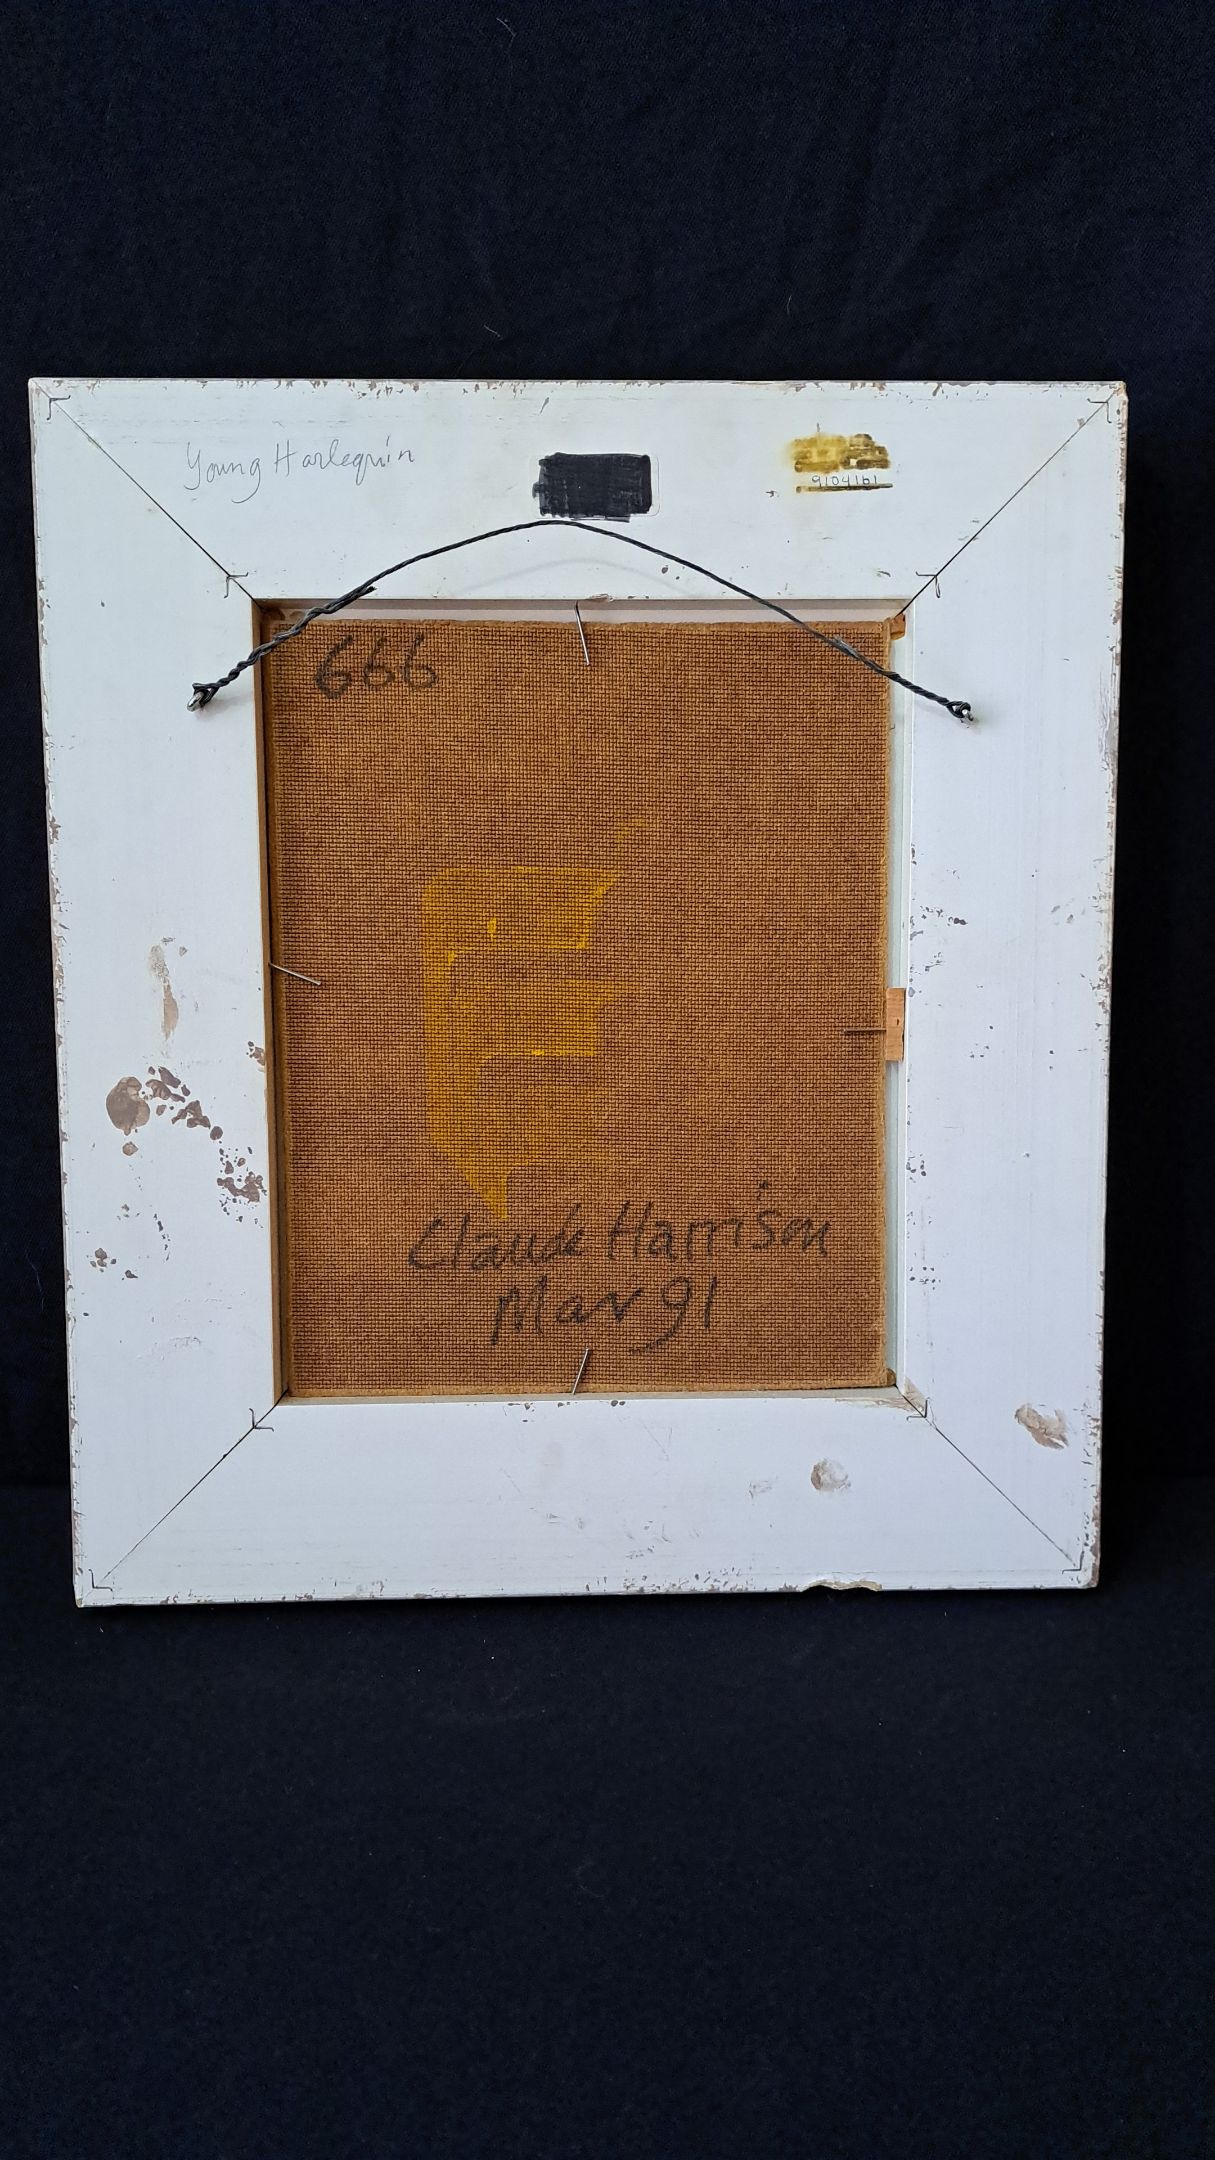 Young Harlequin
9104161
666
Claude Harrison
Mar 91